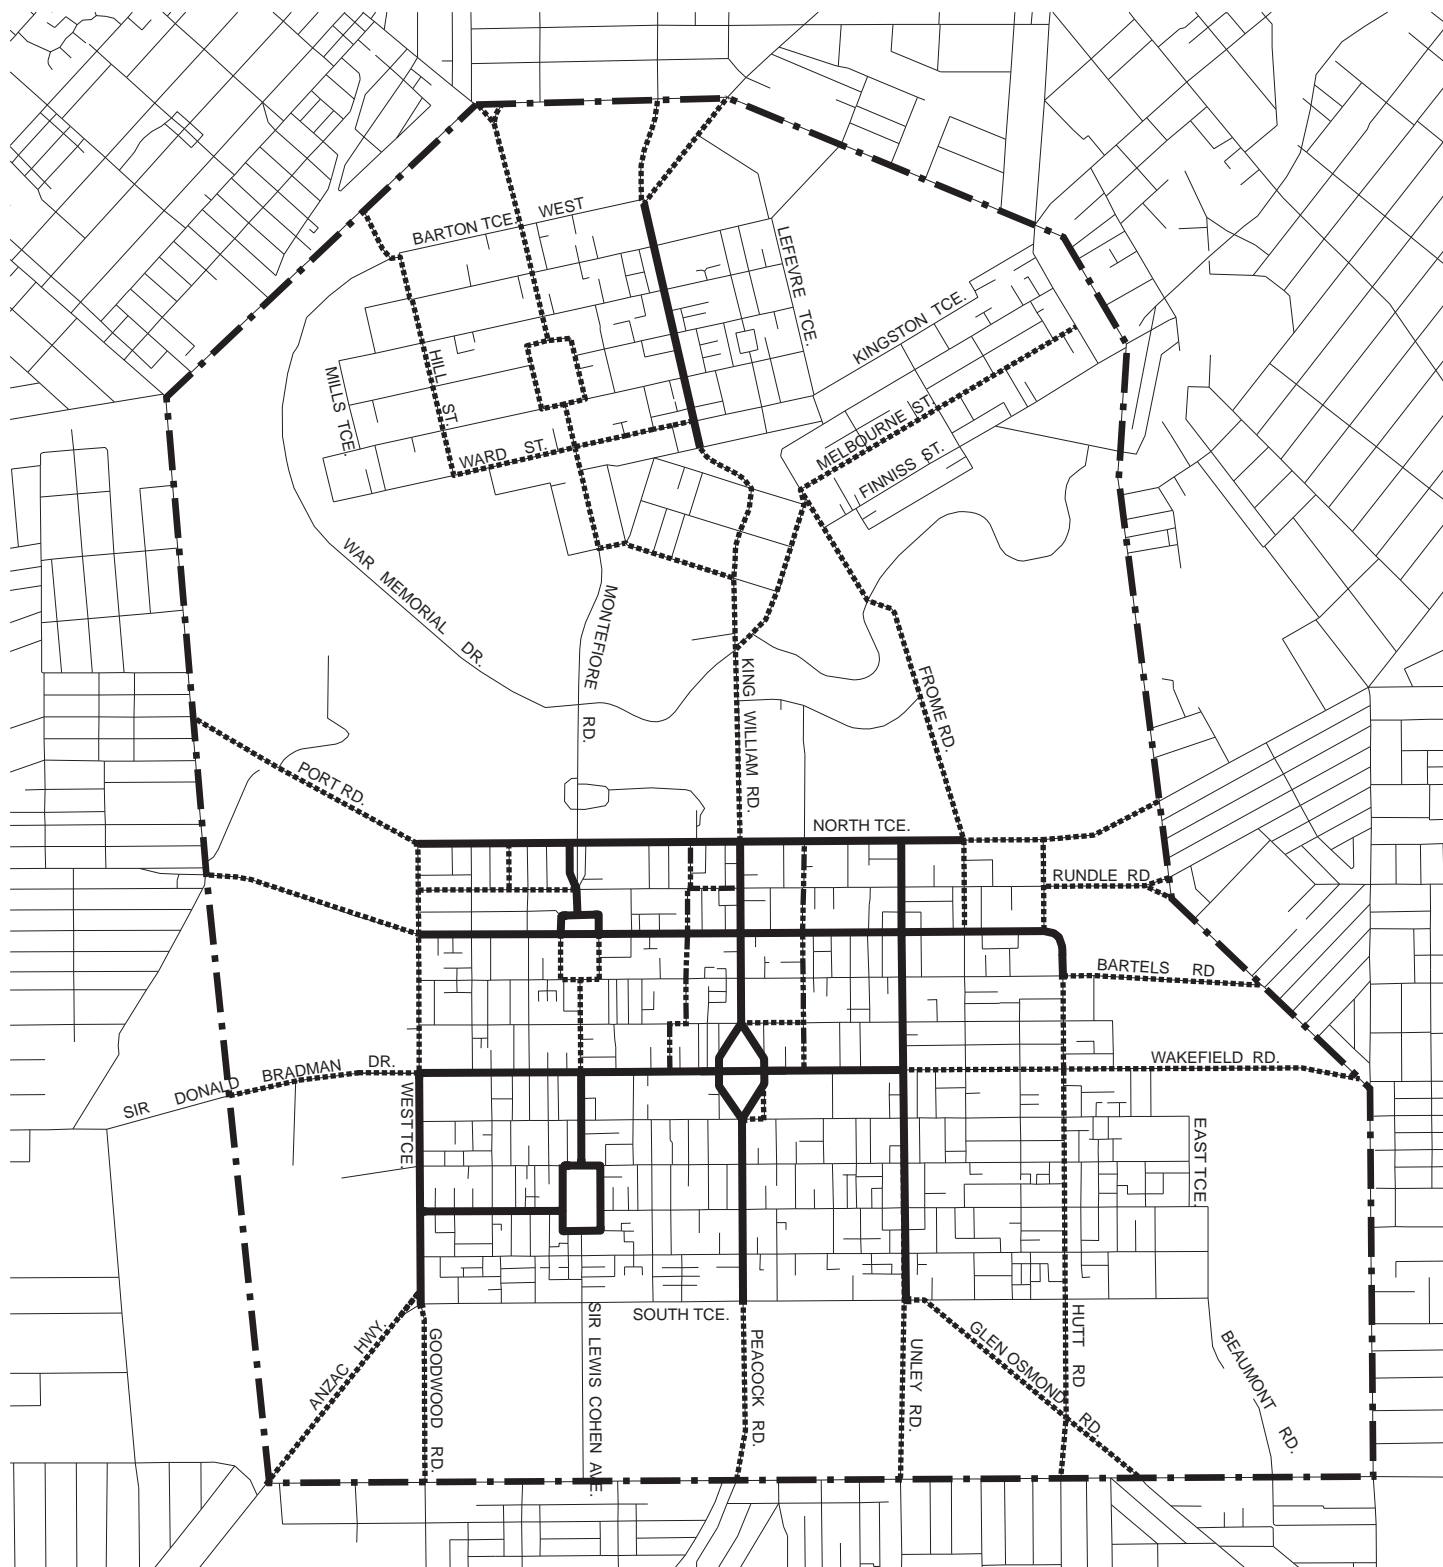 BARTON TCE. WEST
LEFEVRE TCE.
KINGSTON TCE.
MILLS TCE.
HILL ST
MELBOURNE ST.
WARD ST.
FINNISS ST.
WAR MEMORIAL DR.
MONTEFIORE RD.
KING WILLIAM RD.
FROME RD.
PORT RD.
NORTH TCE.
RUNDLE RD
BARTELS RD
WAKEFIELD RD.
SIR DONALD BRADMAN DR.
WEST TCE.
EAST TCE.
SOUTH TCE.
ANZAC HWY.
GOODWOOD RD.
SIR LEWIS COHEN AVE.
PEACOCK RD.
UNLEY RD.
GLEN OSMOND RD.
HUTT RD
BEAUMONT RD.